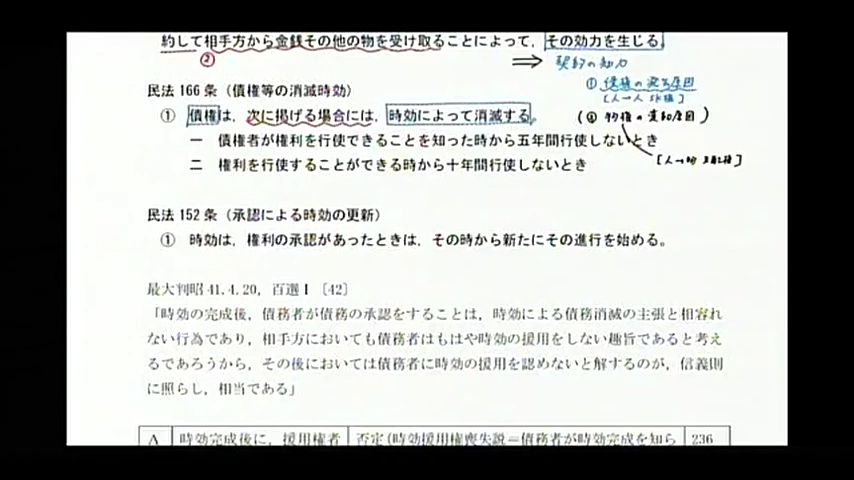 約して相手方から金銭その他の物を受け取ることによって，その効力を生じる。
②
⇒ 契約の効力
民法 166 条（債権等の消滅時効）
① 債権の発生原因
[人→人 請求権]
① 債権は，次に掲げる場合には，時効によって消滅する。
(② 物権の変動原因)
一 債権者が権利を行使できることを知った時から五年間行使しないとき
[人→物 支配権]
二 権利を行使することができる時から十年間行使しないとき
民法 152 条（承認による時効の更新）
① 時効は，権利の承認があったときは，その時から新たにその進行を始める。
最大判昭 41.4.20，百選Ⅰ〔42〕
「時効の完成後，債務者が債務の承認をすることは，時効による債務消滅の主張と相容れ
ない行為であり，相手方においても債務者はもはや時効の援用をしない趣旨であると考え
るであろうから，その後においては債務者に時効の援用を認めないと解するのが，信義則
に照らし，相当である」
A 時効完成後に，援用権者 否定（時効援用権喪失説＝債務者が時効完成を知ら 236